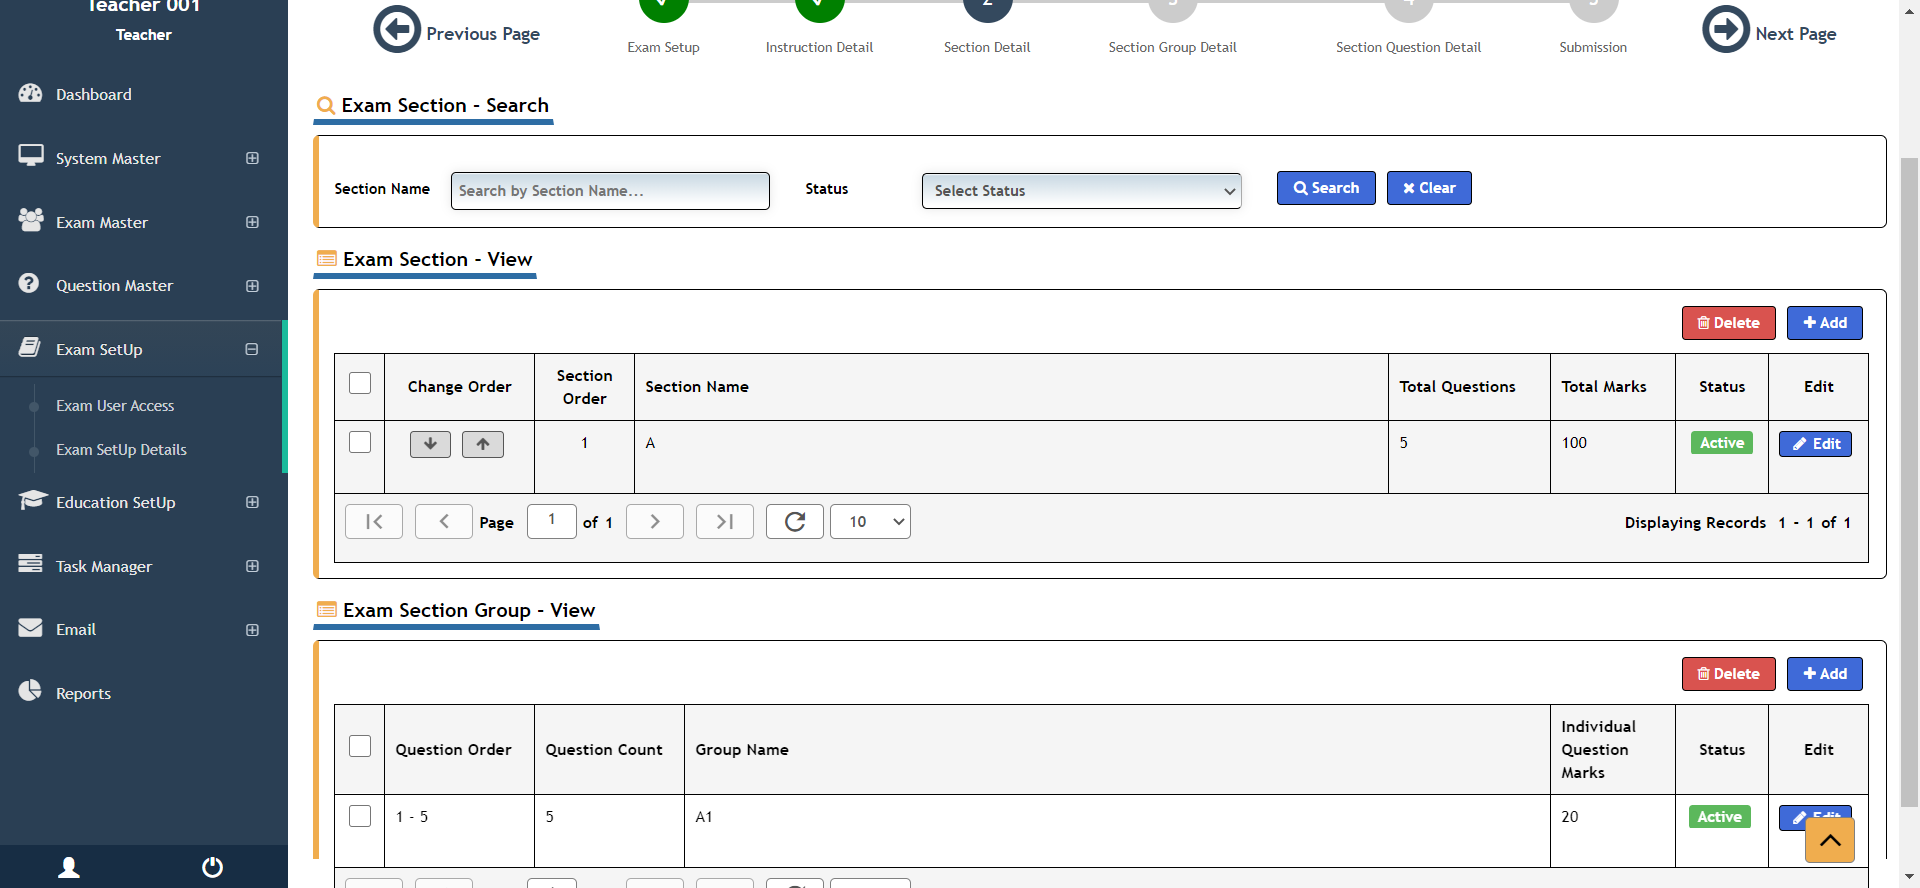 Teacher 001
Teacher
Dashboard
System Master
Exam Master
Question Master
Exam SetUp
Exam User Access
Exam SetUp Details
Education SetUp
Task Manager
Email
Reports
Previous Page
2
3
4
5
Exam Setup
Instruction Detail
Section Detail
Section Group Detail
Section Question Detail
Submission
Next Page
Exam Section - Search
Section Name
Search by Section Name...
Status
Select Status
Search
Clear
Exam Section - View
Delete
Add
Change Order
Section Order
Section Name
Total Questions
Total Marks
Status
Edit
1
A
5
100
Active
Edit
Page 1 of 1
10
Displaying Records 1 - 1 of 1
Exam Section Group - View
Delete
Add
Question Order
Question Count
Group Name
Individual Question Marks
Status
Edit
1 - 5
5
A1
20
Active
Edit